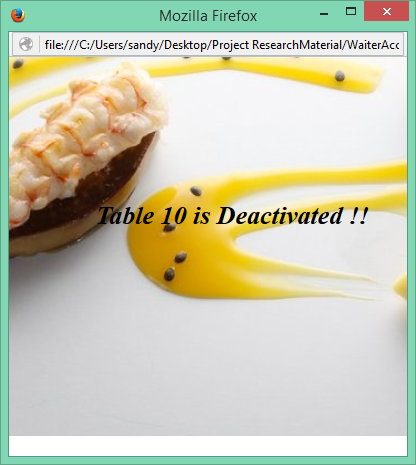 Mozilla Firefox
file:///C:/Users/sandy/Desktop/Project ResearchMaterial/WaiterAcc
Table 10 is Deactivated !!